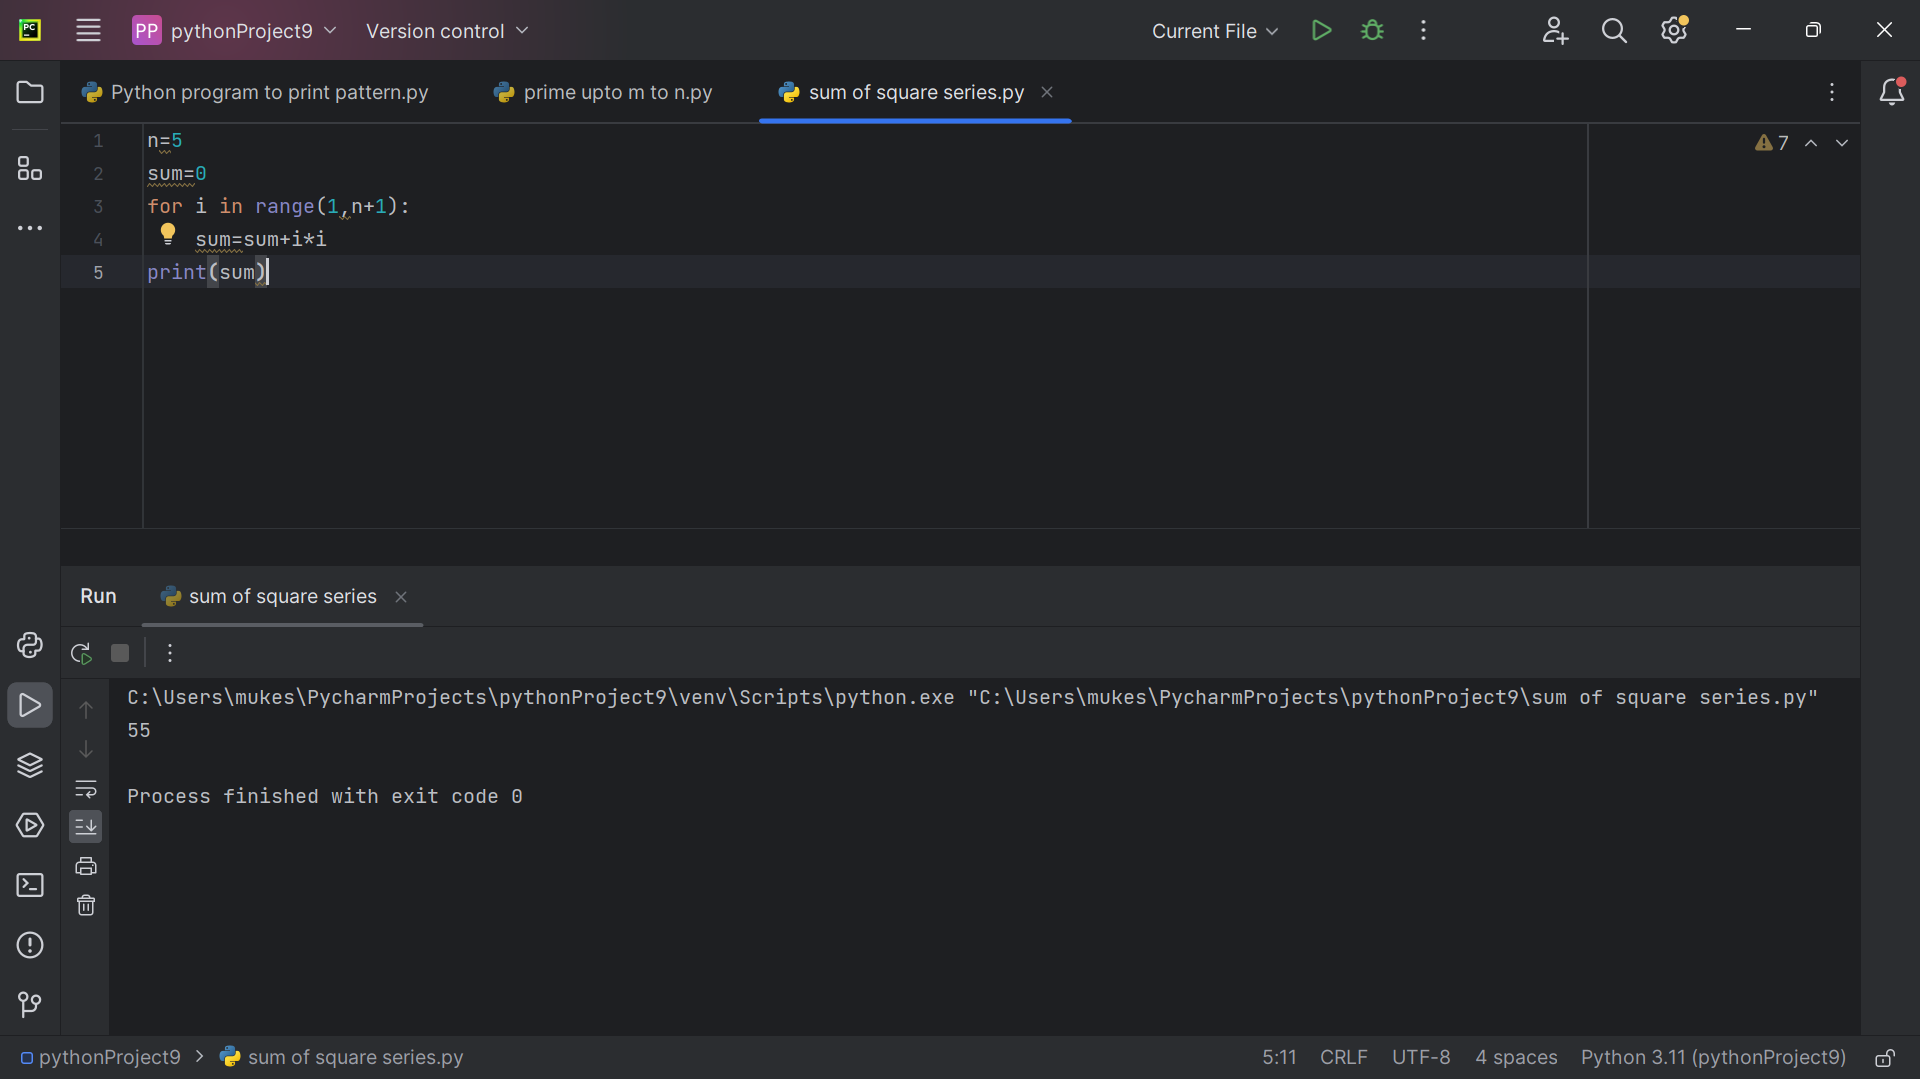 PC
PP pythonProject9 Version control Current File
Python program to print pattern.py prime upto m to n.py sum of square series.py
1 n=5 7
2 sum=0
3 for i in range(1,n+1):
4 sum=sum+i*i
5 print(sum)
Run sum of square series
C:\Users\mukes\PycharmProjects\pythonProject9\venv\Scripts\python.exe "C:\Users\mukes\PycharmProjects\pythonProject9\sum of square series.py"
55
Process finished with exit code 0
pythonProject9 > sum of square series.py 5:11 CRLF UTF-8 4 spaces Python 3.11 (pythonProject9)